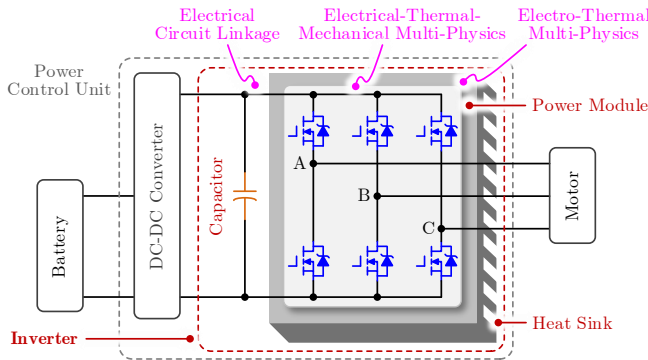 Electrical
Circuit Linkage
Electrical-Thermal-
Mechanical Multi-Physics
Electro-Thermal
Multi-Physics
Power
Control Unit
Power Module
DC-DC Converter
Capacitor
A
B
C
Battery
Motor
Inverter
Heat Sink